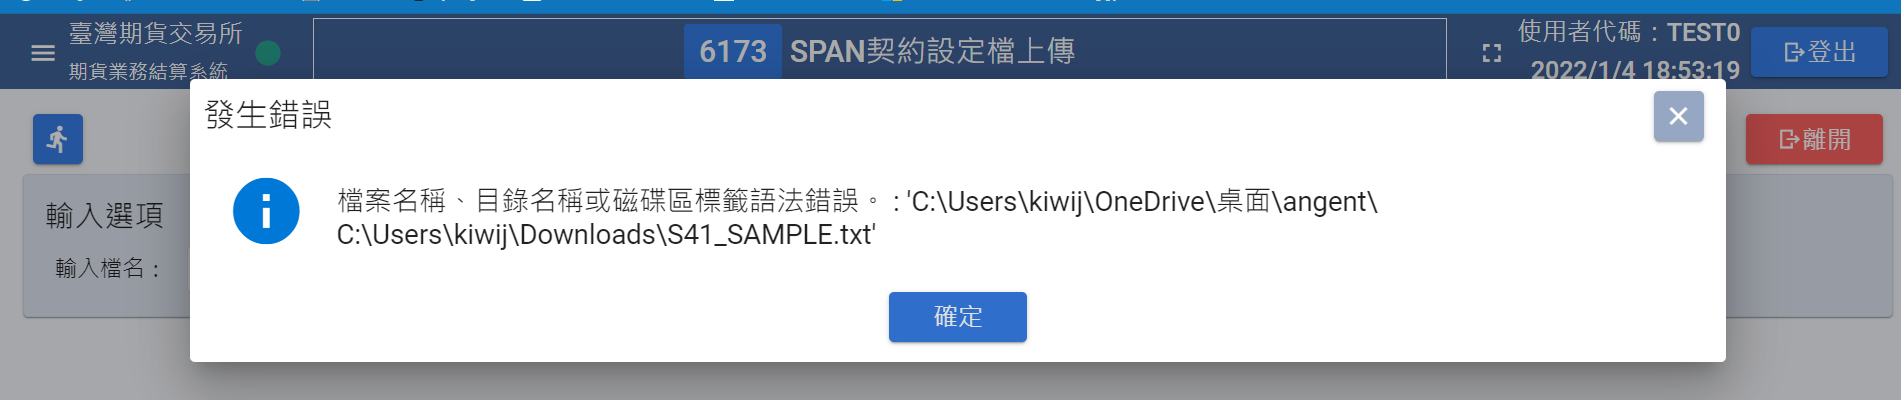 臺灣期貨交易所
期貨業務結算系統
6173 SPAN契約設定檔上傳
使用者代碼：TEST0
2022/1/4 18:53:19
登出
發生錯誤
離開
檔案名稱、目錄名稱或磁碟區標籤語法錯誤。 : 'C:\Users\kiwij\OneDrive\桌面\angent\
C:\Users\kiwij\Downloads\S41_SAMPLE.txt'
輸入選項
輸入檔名：
確定